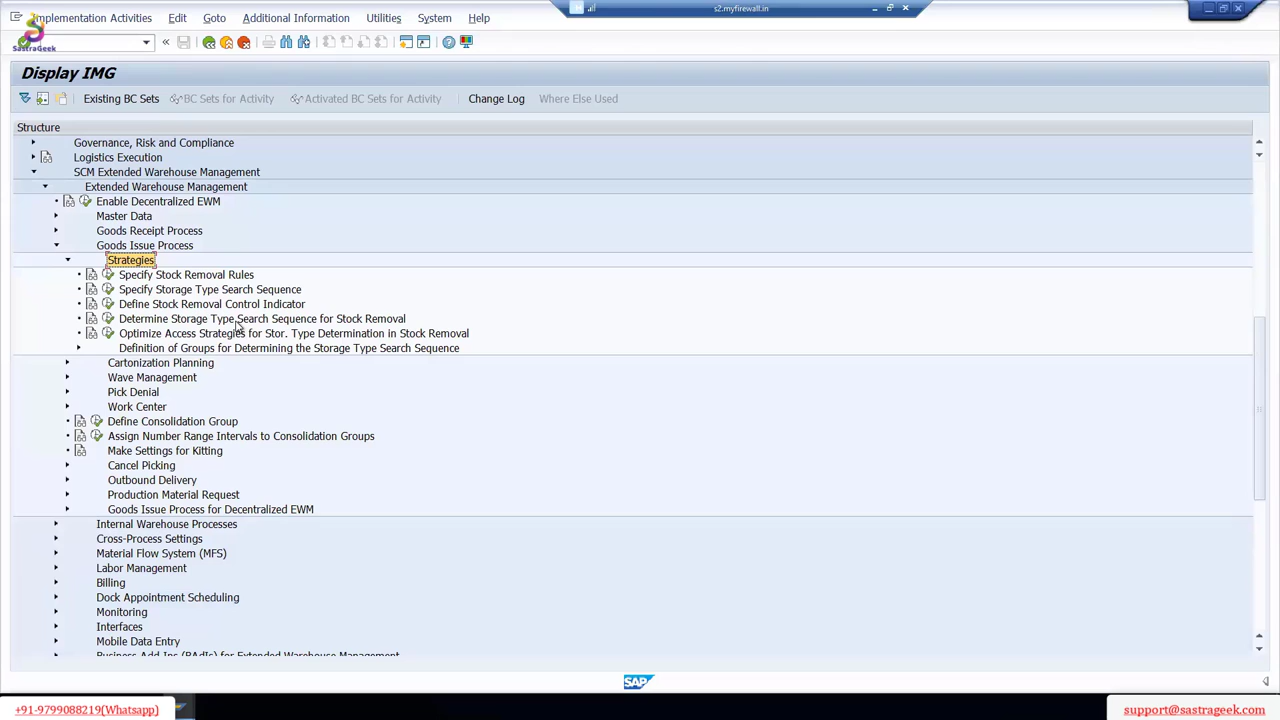 Implementation Activities Edit Goto Additional Information Utilities System Help
s2.myfirewall.in
SastraGeek
Display IMG
Existing BC Sets BC Sets for Activity Activated BC Sets for Activity Change Log Where Else Used
Structure
Governance, Risk and Compliance
Logistics Execution
SCM Extended Warehouse Management
Extended Warehouse Management
Enable Decentralized EWM
Master Data
Goods Receipt Process
Goods Issue Process
Strategies
Specify Stock Removal Rules
Specify Storage Type Search Sequence
Define Stock Removal Control Indicator
Determine Storage Type Search Sequence for Stock Removal
Optimize Access Strategies for Stor. Type Determination in Stock Removal
Definition of Groups for Determining the Storage Type Search Sequence
Cartonization Planning
Wave Management
Pick Denial
Work Center
Define Consolidation Group
Assign Number Range Intervals to Consolidation Groups
Make Settings for Kitting
Cancel Picking
Outbound Delivery
Production Material Request
Goods Issue Process for Decentralized EWM
Internal Warehouse Processes
Cross-Process Settings
Material Flow System (MFS)
Labor Management
Billing
Dock Appointment Scheduling
Monitoring
Interfaces
Mobile Data Entry
Business Add-Ins (BAdIs) for Extended Warehouse Management
SAP
+91-9799088219(Whatsapp)
support@sastrageek.com